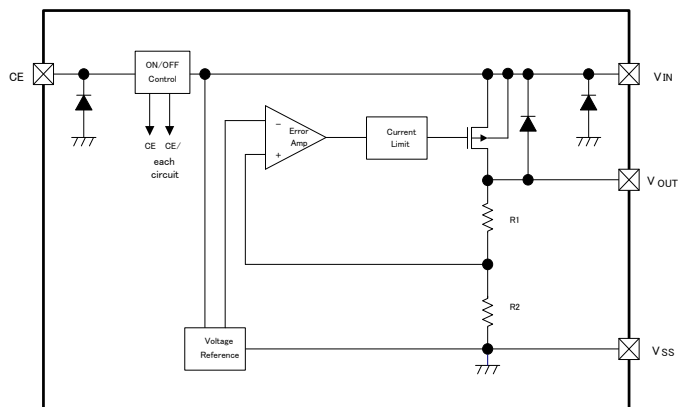 CE
ON/OFF
Control
VIN
CE CE/
each
circuit
−
Error
Amp
+
Current
Limit
VOUT
R1
R2
Voltage
Reference
VSS